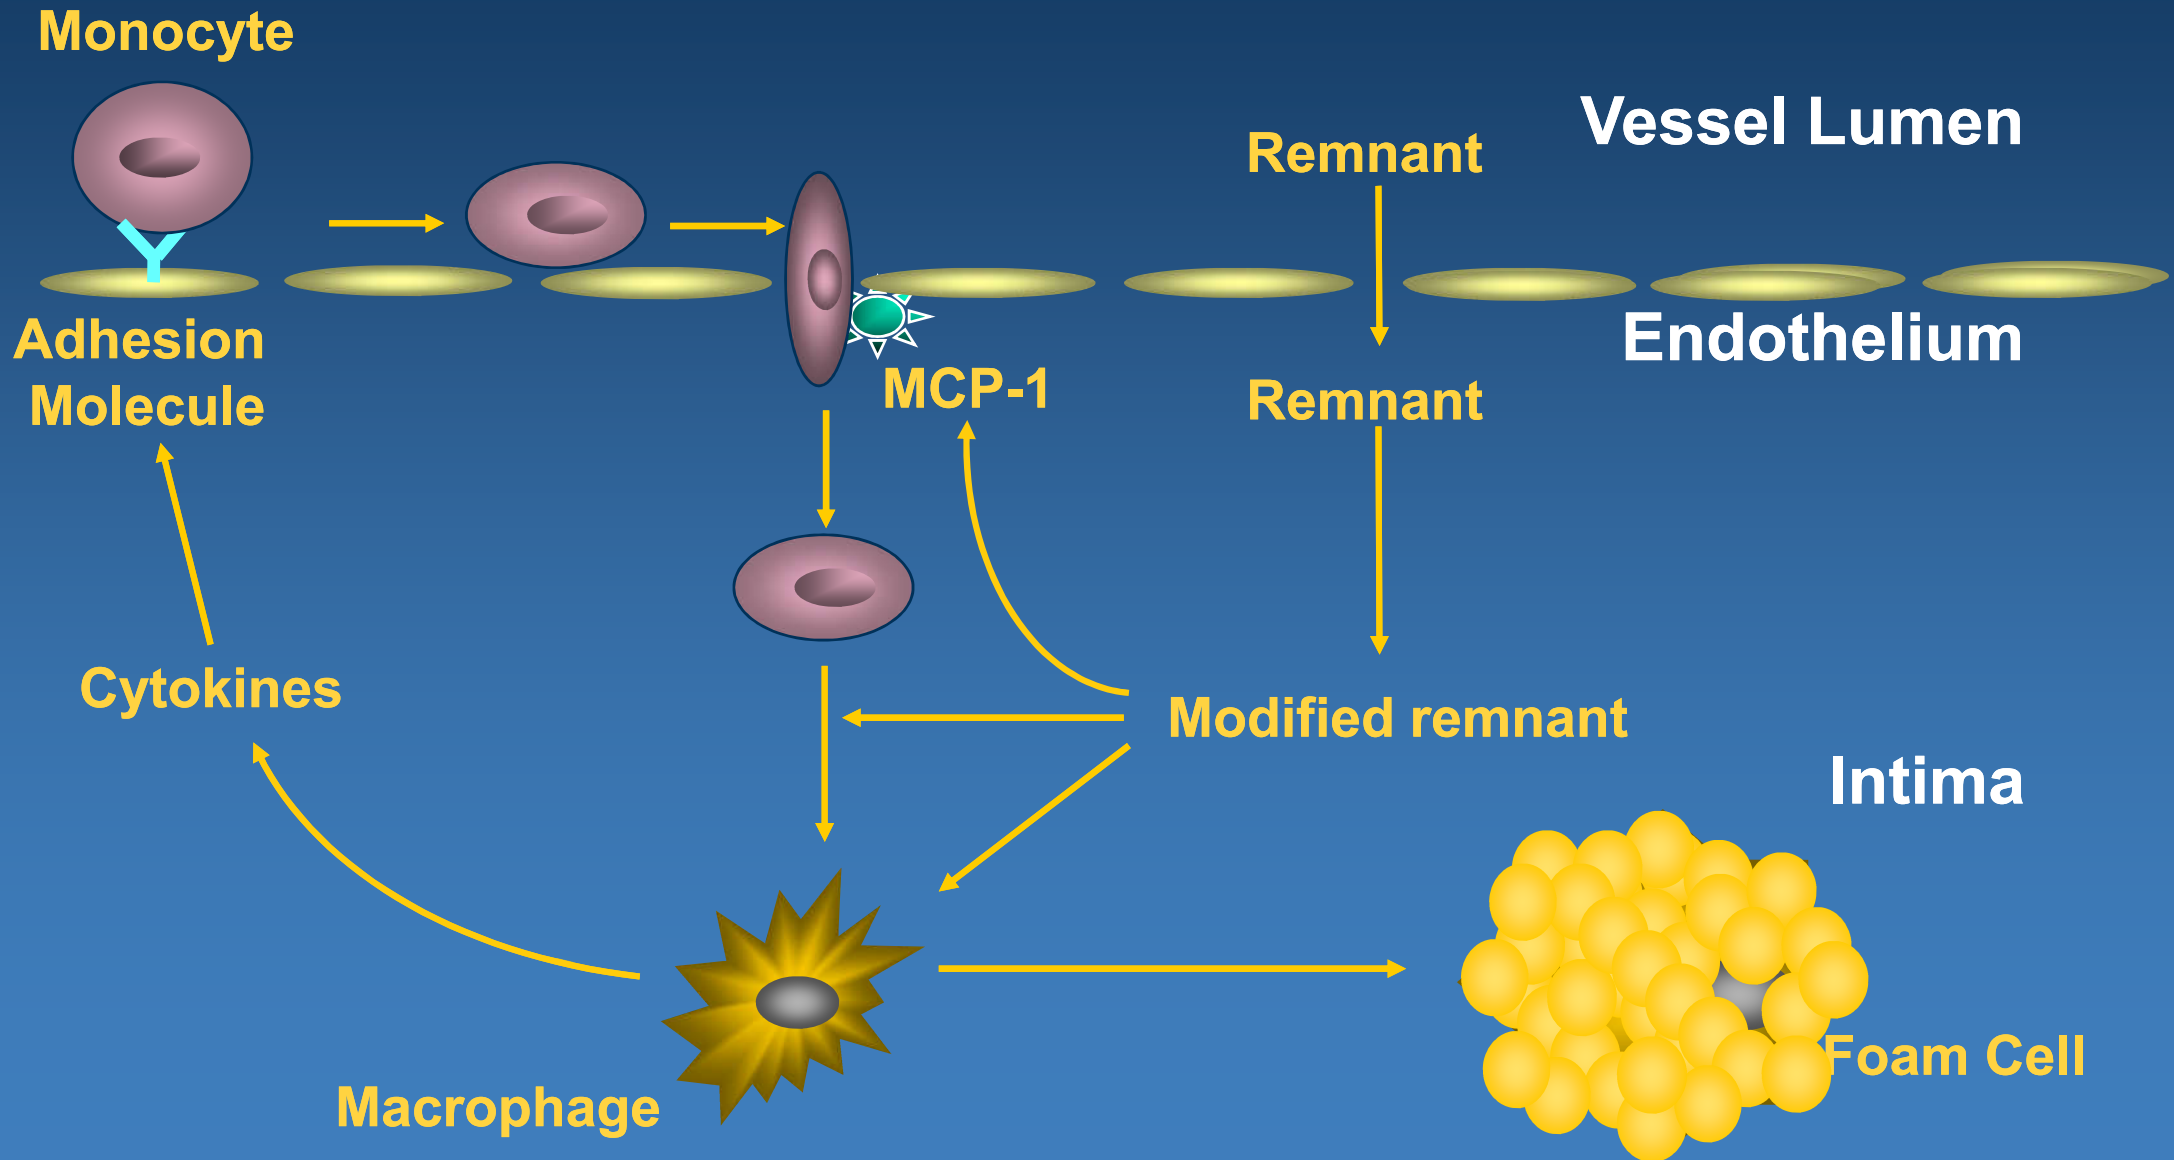 Monocyte
Vessel Lumen
Remnant
Adhesion
Molecule
Endothelium
MCP-1
Remnant
Cytokines
Modified remnant
Intima
Foam Cell
Macrophage